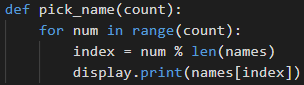 def pick_name(count):
    for num in range(count):
        index = num % len(names)
        display.print(names[index])